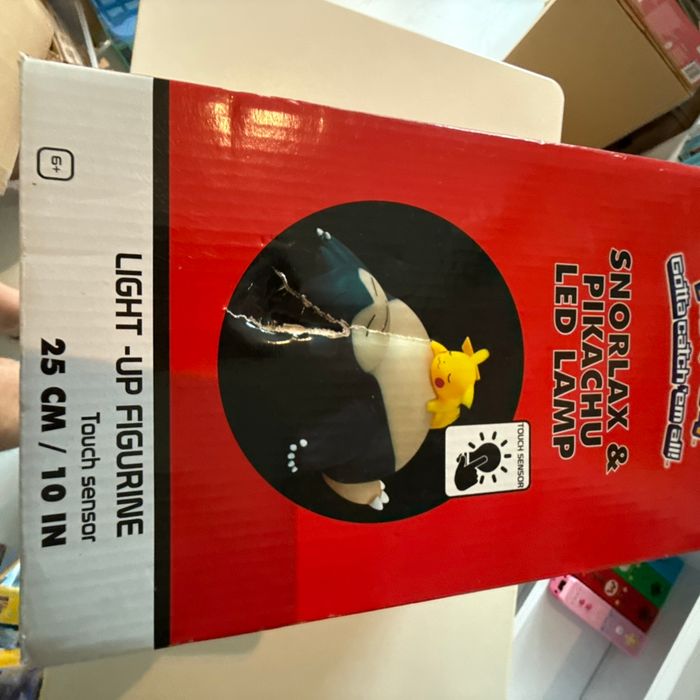 Gotta catch 'em all!
SNORLAX &
PIKACHU
LED LAMP
TOUCH SENSOR
6+
LIGHT -UP FIGURINE
Touch sensor
25 CM / 10 IN